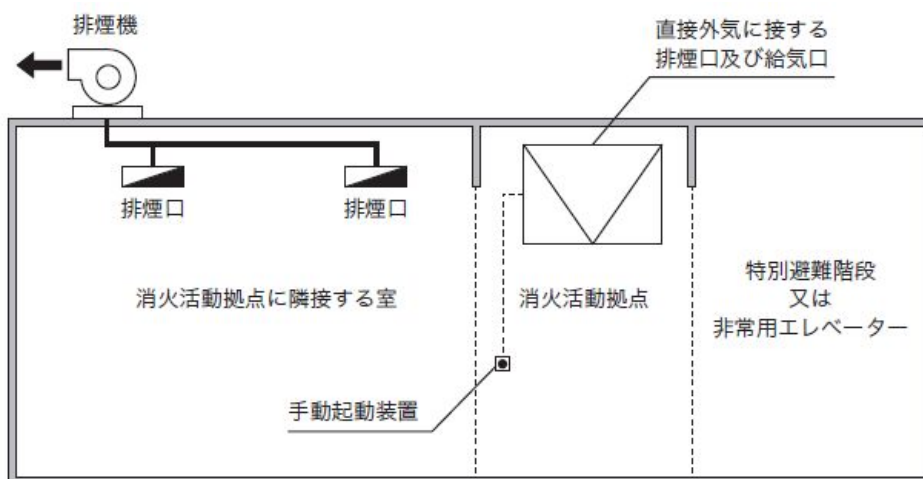 排煙機
直接外気に接する
排煙口及び給気口
排煙口
排煙口
消火活動拠点に隣接する室
消火活動拠点
特別避難階段
又は
非常用エレベーター
手動起動装置